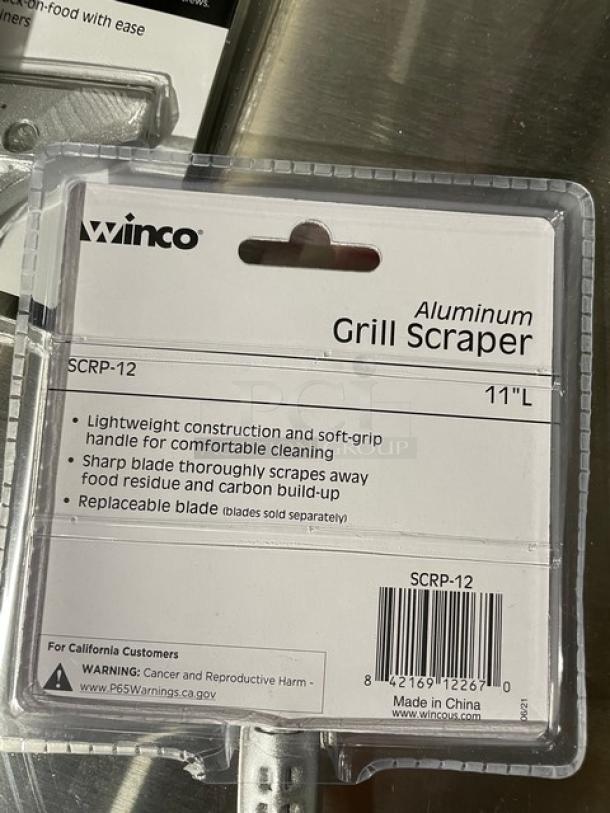 -on-food with ease
winco®
Aluminum
Grill Scraper
SCRP-12
11"L
• Lightweight construction and soft-grip
handle for comfortable cleaning
• Sharp blade thoroughly scrapes away
food residue and carbon build-up
• Replaceable blade (blades sold separately)
PCI
GROUP
SCRP-12
8 42169 12267 0
Made in China
www.wincous.com
06/21
For California Customers
WARNING: Cancer and Reproductive Harm -
www.P65Warnings.ca.gov